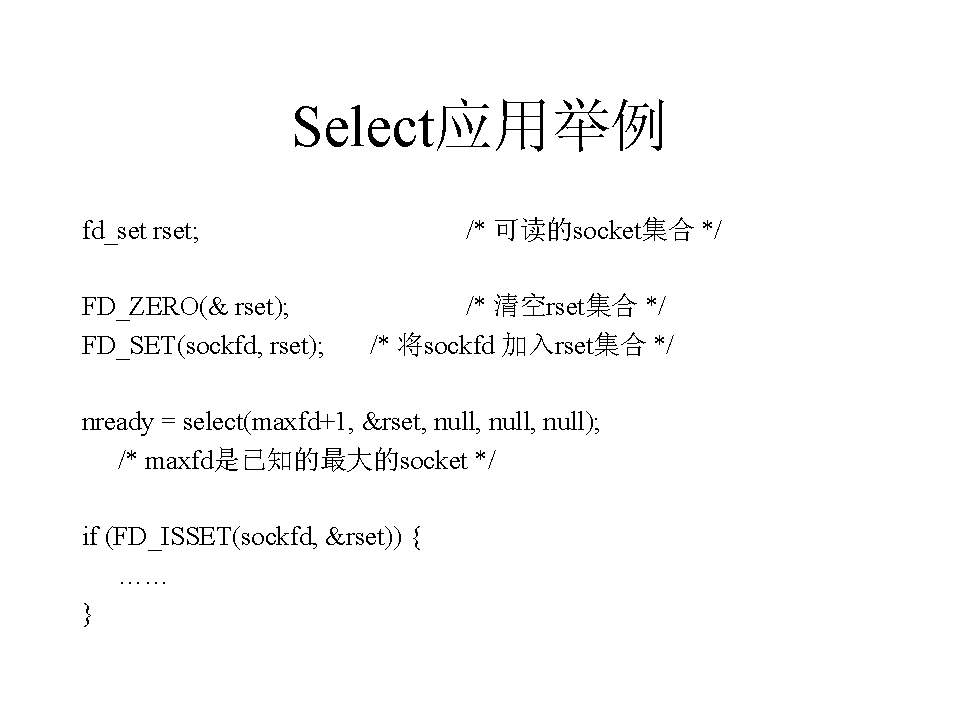 Select应用举例
fd_set rset; /* 可读的socket集合 */
FD_ZERO(& rset); /* 清空rset集合 */
FD_SET(sockfd, rset); /* 将sockfd 加入rset集合 */
nready = select(maxfd+1, &rset, null, null, null);
/* maxfd是已知的最大的socket */
if (FD_ISSET(sockfd, &rset)) {
……
}